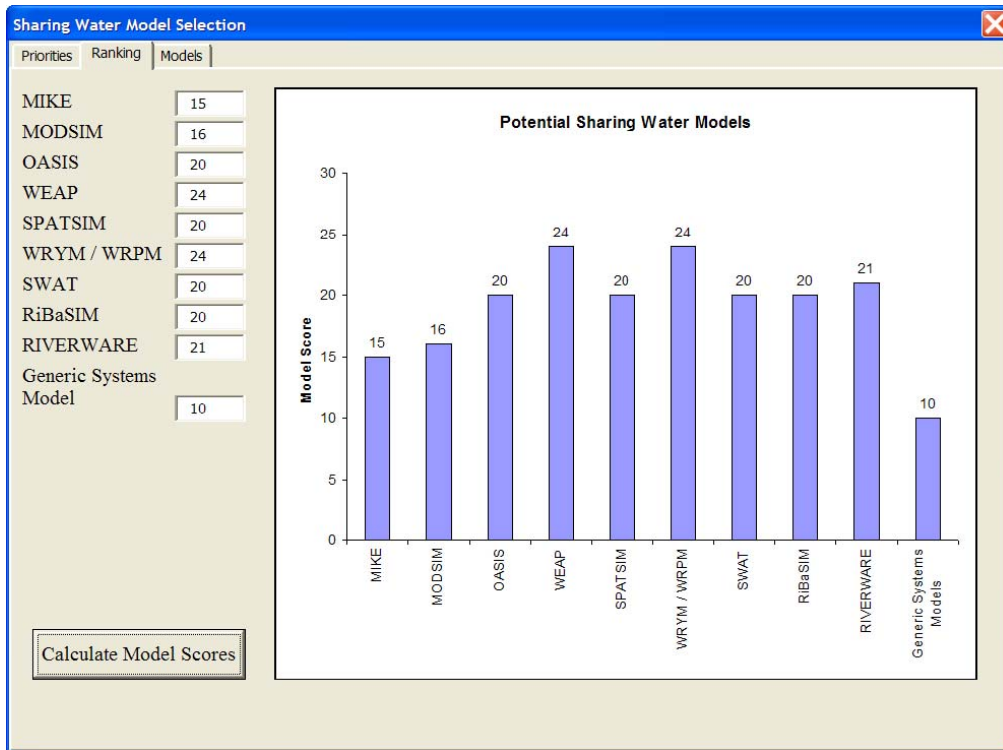 Sharing Water Model Selection
Priorities Ranking Models
MIKE 15
MODSIM 16
OASIS 20
WEAP 24
SPATSIM 20
WRYM / WRPM 24
SWAT 20
RiBaSIM 20
RIVERWARE 21
Generic Systems
Model 10
Calculate Model Scores
Potential Sharing Water Models
Model Score
30
25
20
15
10
5
0
15
16
20
24
20
24
20
20
21
10
MIKE
MODSIM
OASIS
WEAP
SPATSIM
WRYM / WRPM
SWAT
RiBaSIM
RIVERWARE
Generic Systems
Models